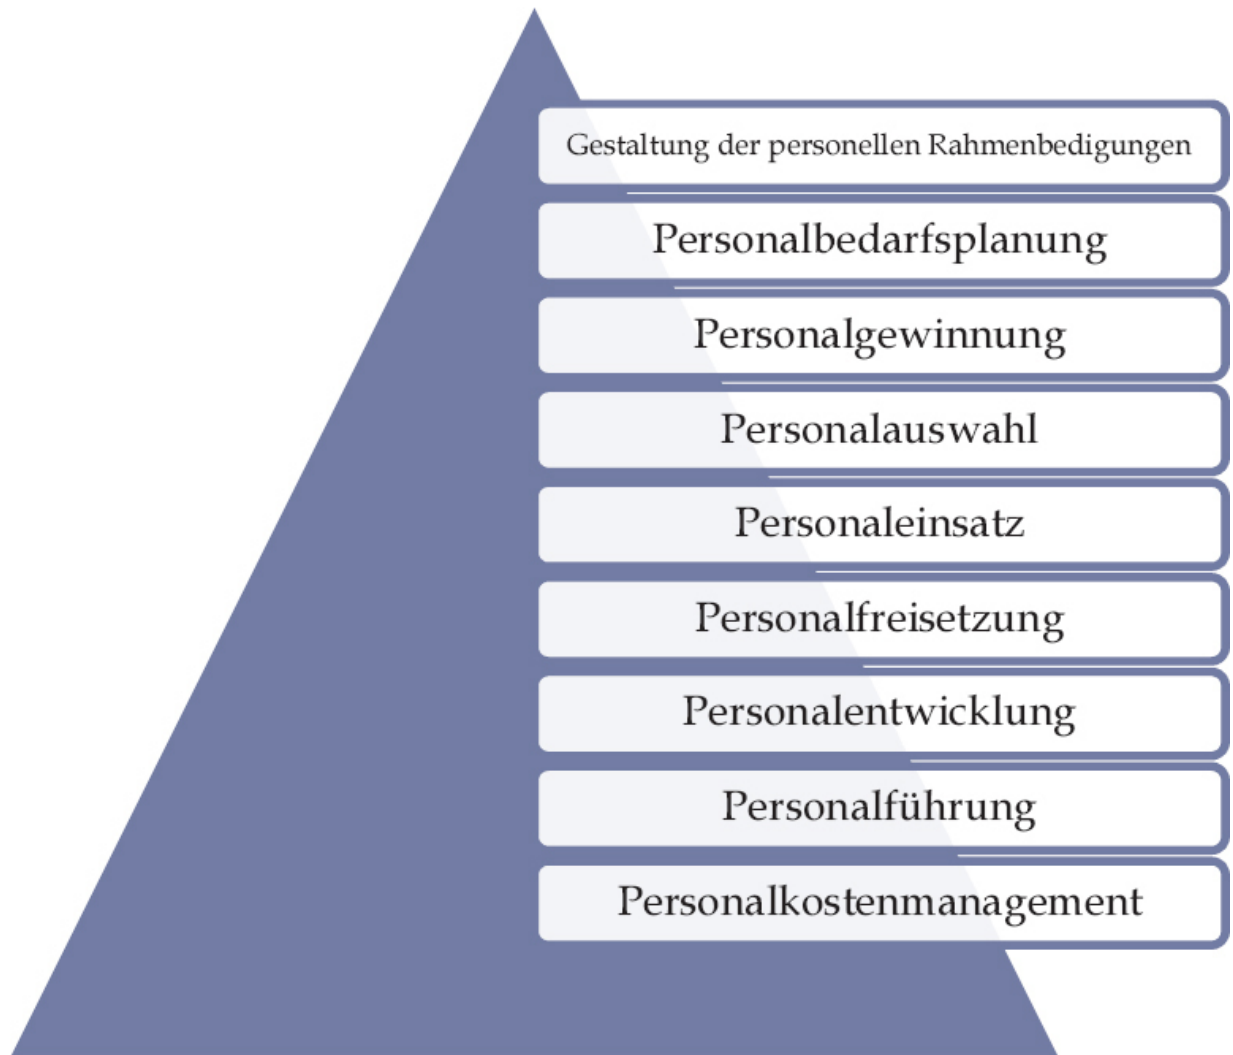 Gestaltung der personellen Rahmenbedigungen
Personalbedarfsplanung
Personalgewinnung
Personalauswahl
Personaleinsatz
Personalfreisetzung
Personalentwicklung
Personalführung
Personalkostenmanagement